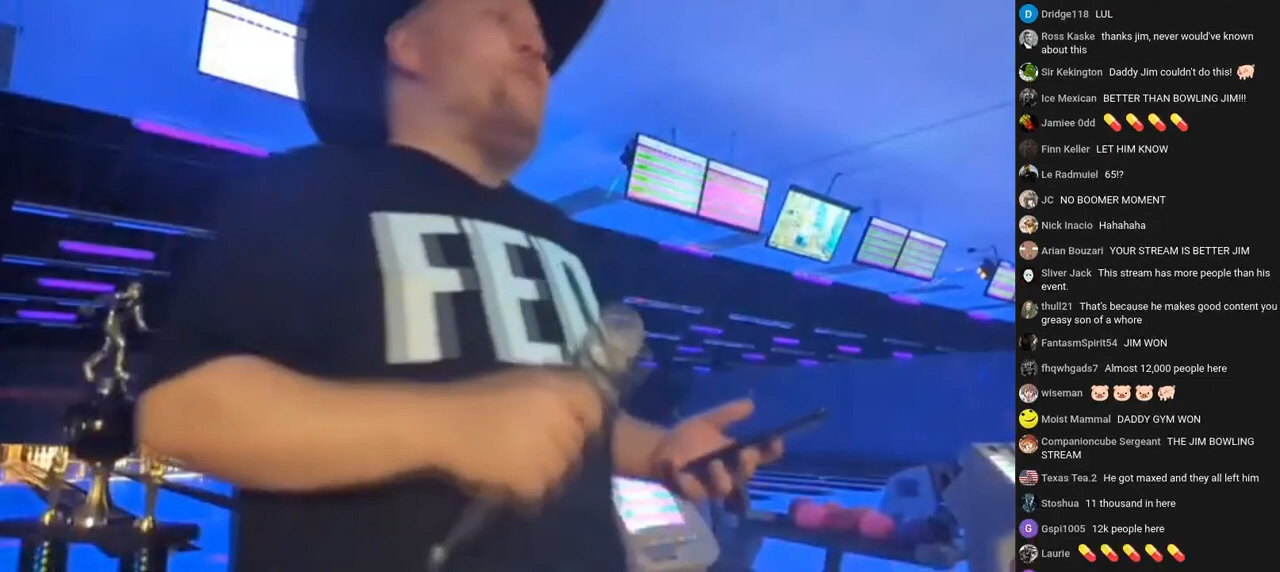 FED
D
Dridge118 LUL
Ross Kaske thanks jim, never would've known
about this
Sir Kekington Daddy Jim couldn't do this!
Ice Mexican BETTER THAN BOWLING JIM!!!
Jamiee 0dd
Finn Keller LET HIM KNOW
Le Radmuiel 65!?
JC NO BOOMER MOMENT
Nick Inacio Hahahaha
Arian Bouzari YOUR STREAM IS BETTER JIM
Sliver Jack This stream has more people than his
event.
thull21 That's because he makes good content you
greasy son of a whore
FantasmSpirit54 JIM WON
fhqwhgads7 Almost 12,000 people here
wiseman
Moist Mammal DADDY GYM WON
Companioncube Sergeant THE JIM BOWLING
STREAM
Texas Tea.2 He got maxed and they all left him
Stoshua 11 thousand in here
G
Gspi1005 12k people here
Laurie